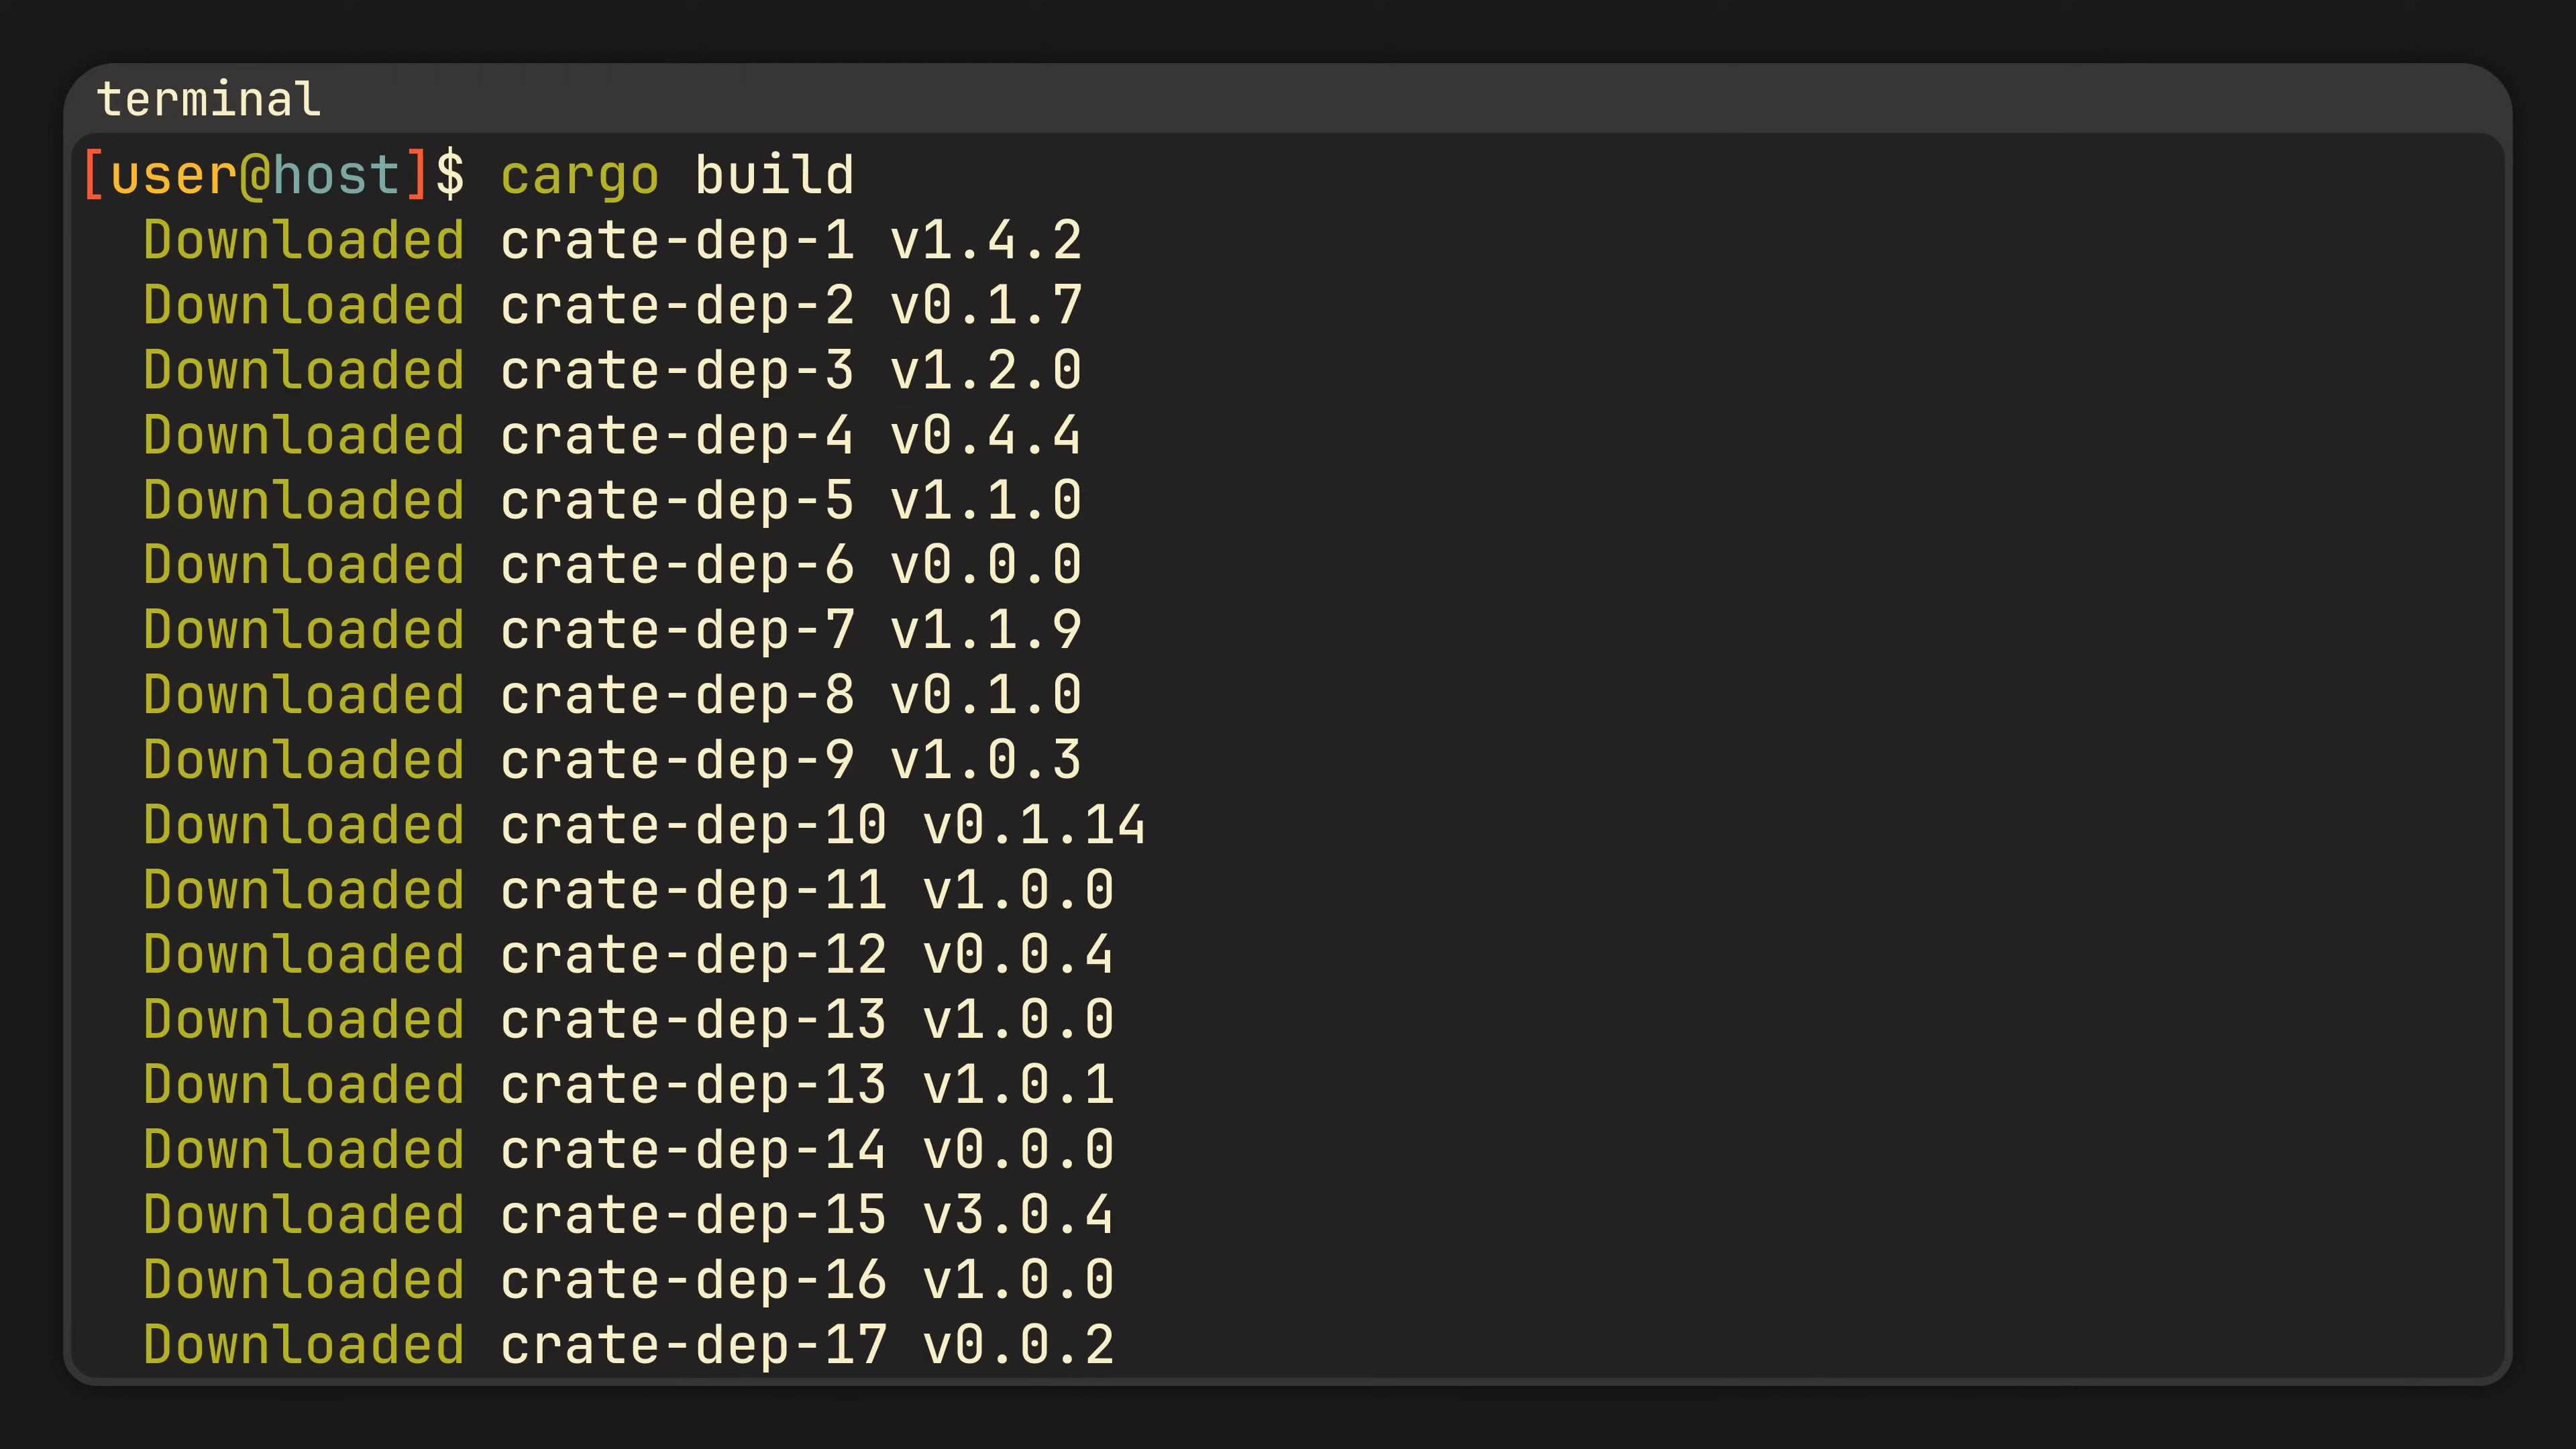 terminal
[user@host]$ cargo build
Downloaded crate-dep-1 v1.4.2
Downloaded crate-dep-2 v0.1.7
Downloaded crate-dep-3 v1.2.0
Downloaded crate-dep-4 v0.4.4
Downloaded crate-dep-5 v1.1.0
Downloaded crate-dep-6 v0.0.0
Downloaded crate-dep-7 v1.1.9
Downloaded crate-dep-8 v0.1.0
Downloaded crate-dep-9 v1.0.3
Downloaded crate-dep-10 v0.1.14
Downloaded crate-dep-11 v1.0.0
Downloaded crate-dep-12 v0.0.4
Downloaded crate-dep-13 v1.0.0
Downloaded crate-dep-13 v1.0.1
Downloaded crate-dep-14 v0.0.0
Downloaded crate-dep-15 v3.0.4
Downloaded crate-dep-16 v1.0.0
Downloaded crate-dep-17 v0.0.2